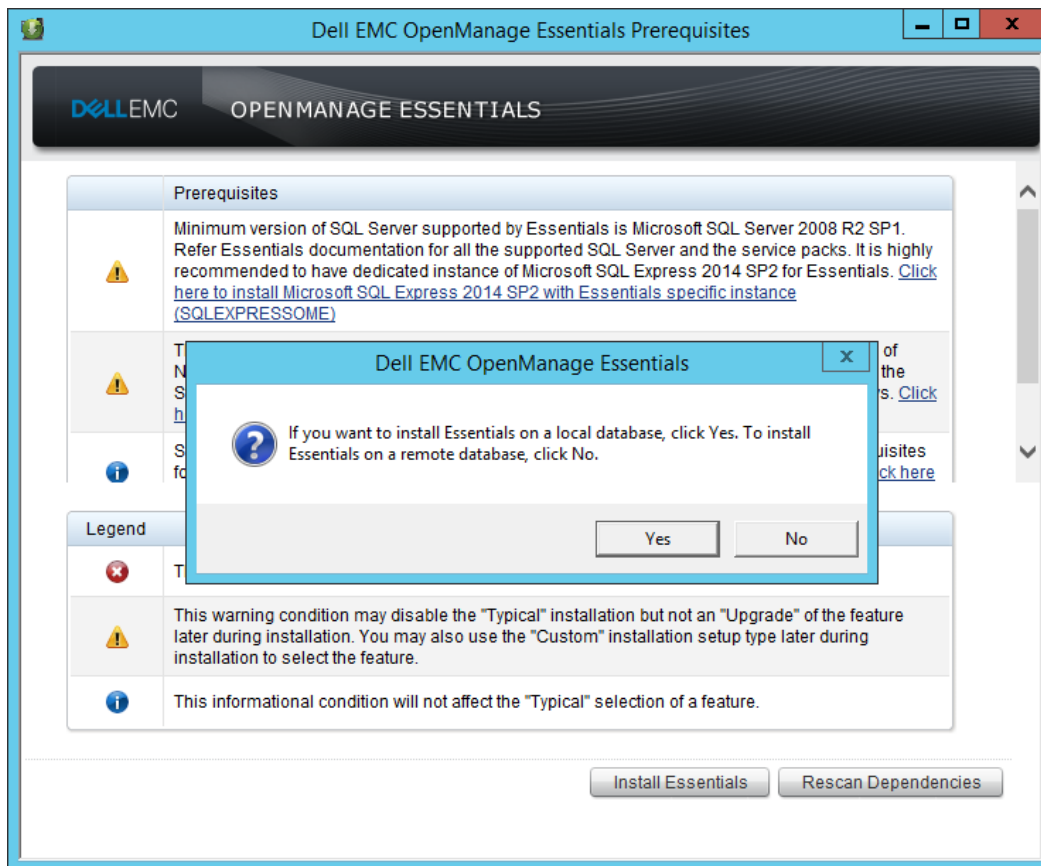 Dell EMC OpenManage Essentials Prerequisites
DELLEMC OPENMANAGE ESSENTIALS
Prerequisites
Minimum version of SQL Server supported by Essentials is Microsoft SQL Server 2008 R2 SP1.
Refer Essentials documentation for all the supported SQL Server and the service packs. It is highly
recommended to have dedicated instance of Microsoft SQL Express 2014 SP2 for Essentials. Click
here to install Microsoft SQL Express 2014 SP2 with Essentials specific instance
(SQLEXPRESSOME)
of
the
Click
Dell EMC OpenManage Essentials
If you want to install Essentials on a local database, click Yes. To install
Essentials on a remote database, click No.
here
Yes No
Legend
This warning condition may disable the "Typical" installation but not an "Upgrade" of the feature
later during installation. You may also use the "Custom" installation setup type later during
installation to select the feature.
This informational condition will not affect the "Typical" selection of a feature.
Install Essentials Rescan Dependencies